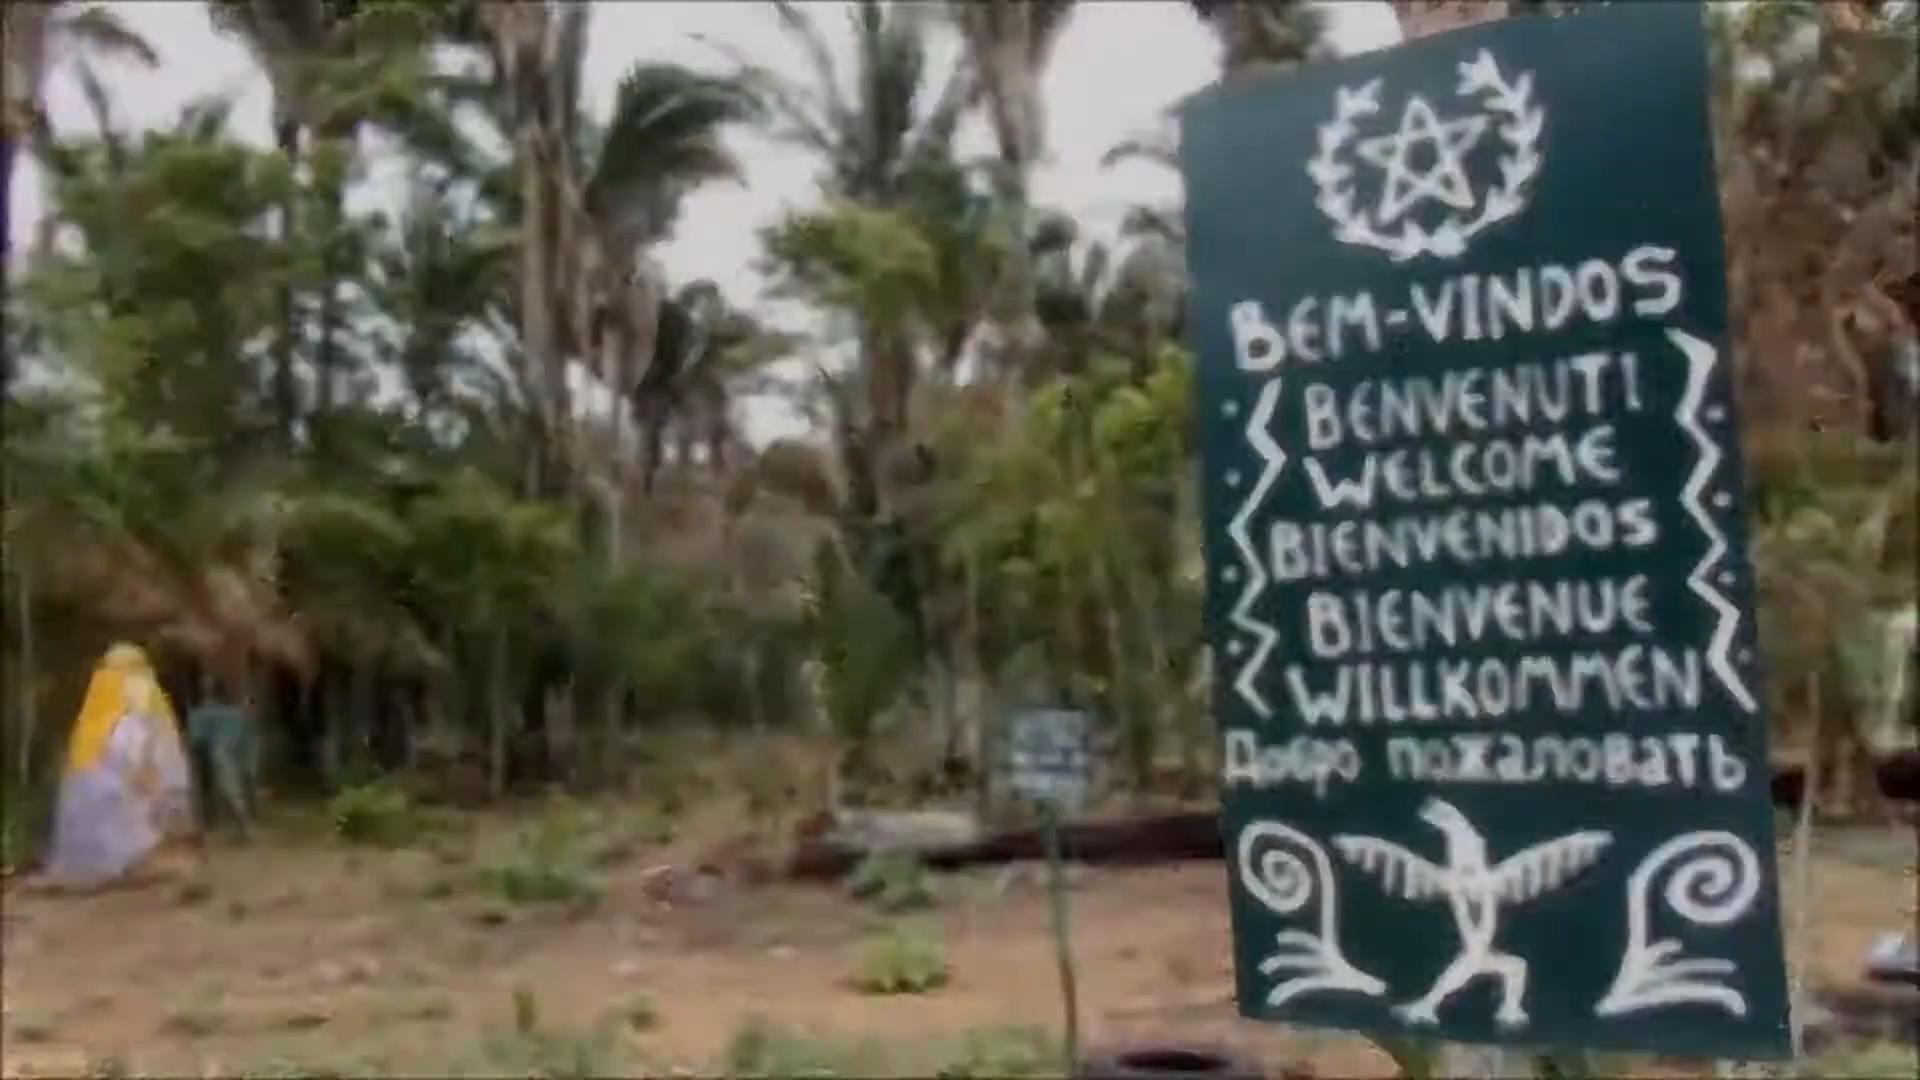 BEM-VINDOS
BENVENUTI
WELCOME
BIENVENIDOS
BIENVENUE
WILLKOMMEN
Добро пожаловать